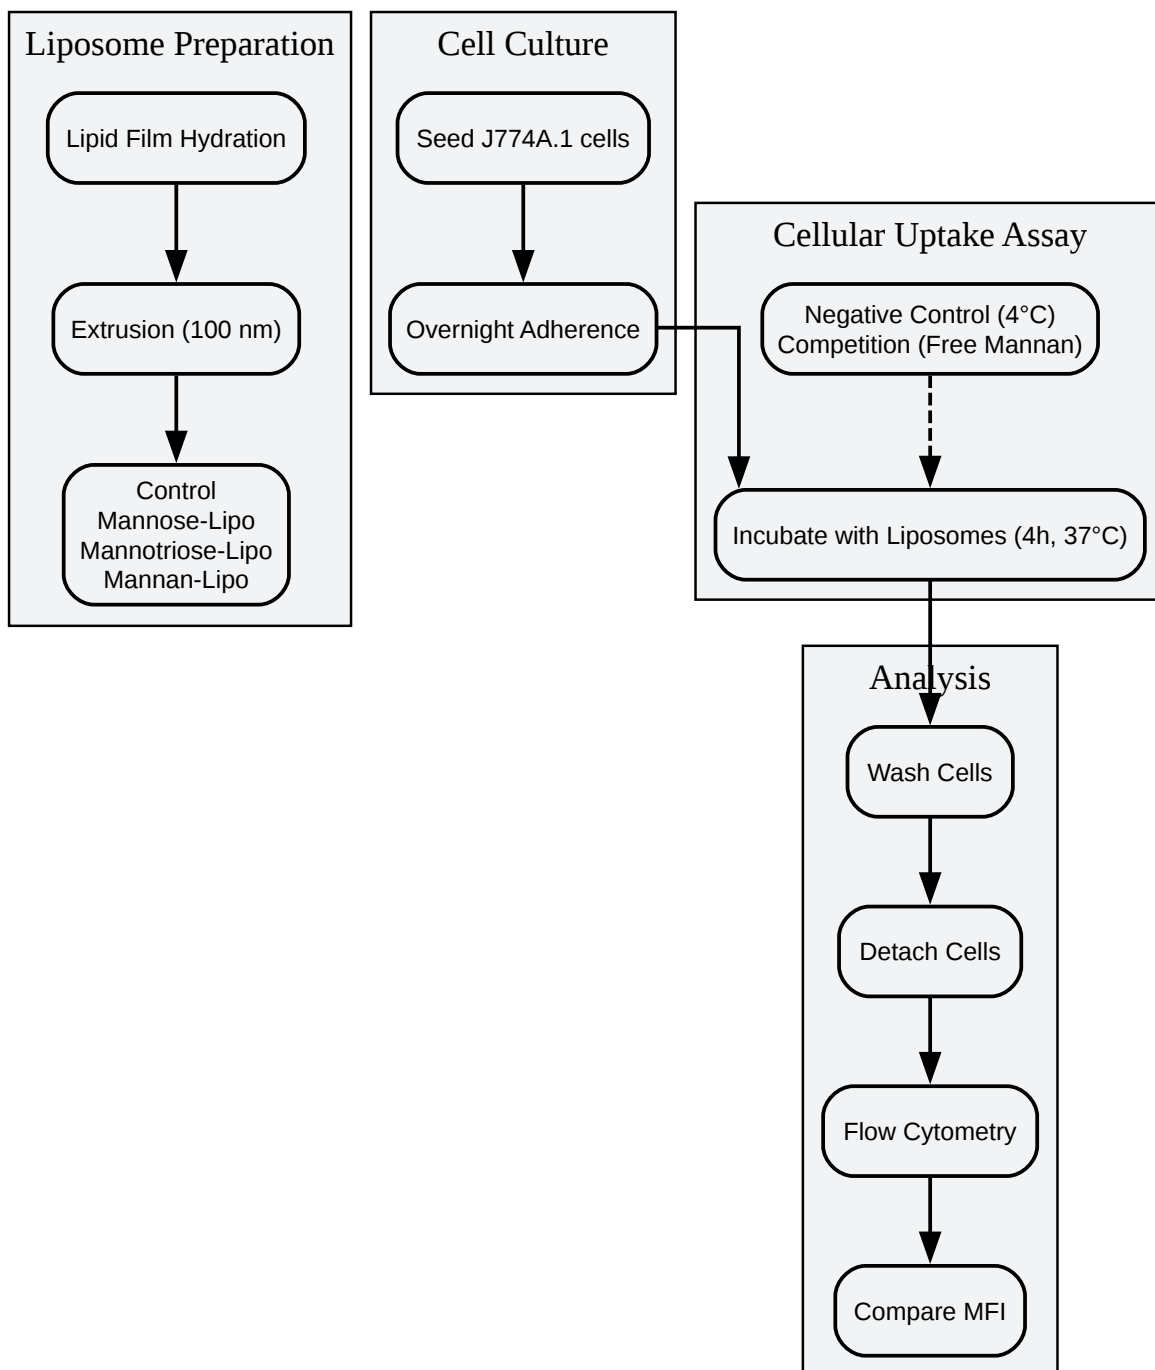 Liposome Preparation
Lipid Film Hydration
Extrusion (100 nm)
Control
Mannose-Lipo
Mannotriose-Lipo
Mannan-Lipo
Cell Culture
Seed J774A.1 cells
Overnight Adherence
Cellular Uptake Assay
Negative Control (4°C)
Competition (Free Mannan)
Incubate with Liposomes (4h, 37°C)
Analysis
Wash Cells
Detach Cells
Flow Cytometry
Compare MFI